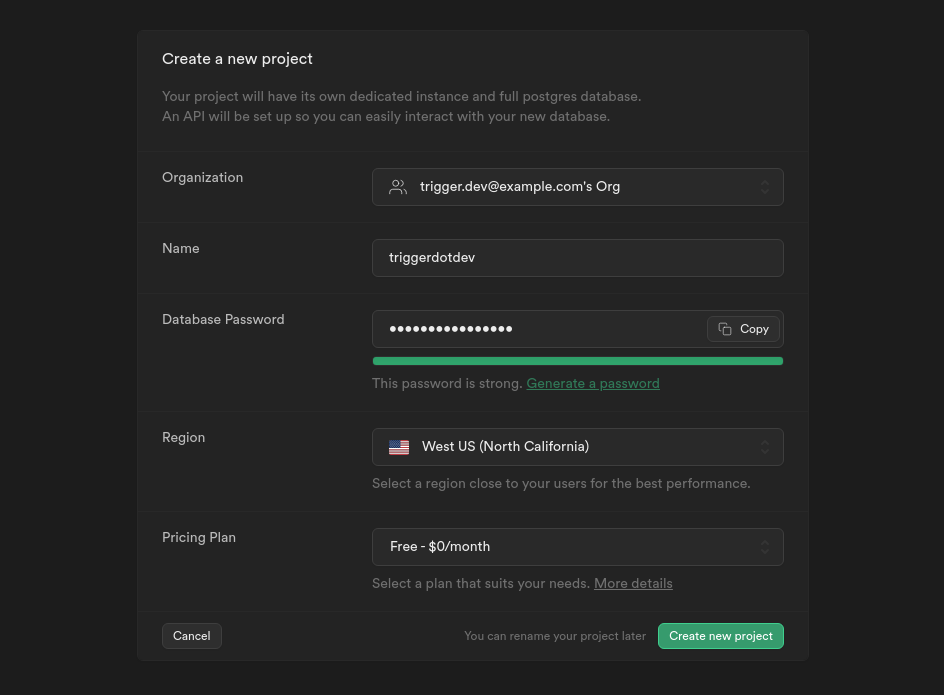 Create a new project
Your project will have its own dedicated instance and full postgres database.
An API will be set up so you can easily interact with your new database.
Organization
trigger.dev@example.com's Org
Name
triggerdotdev
Database Password
••••••••••••••••
Copy
This password is strong. Generate a password
Region
West US (North California)
Select a region close to your users for the best performance.
Pricing Plan
Free - $0/month
Select a plan that suits your needs. More details
Cancel
You can rename your project later
Create new project